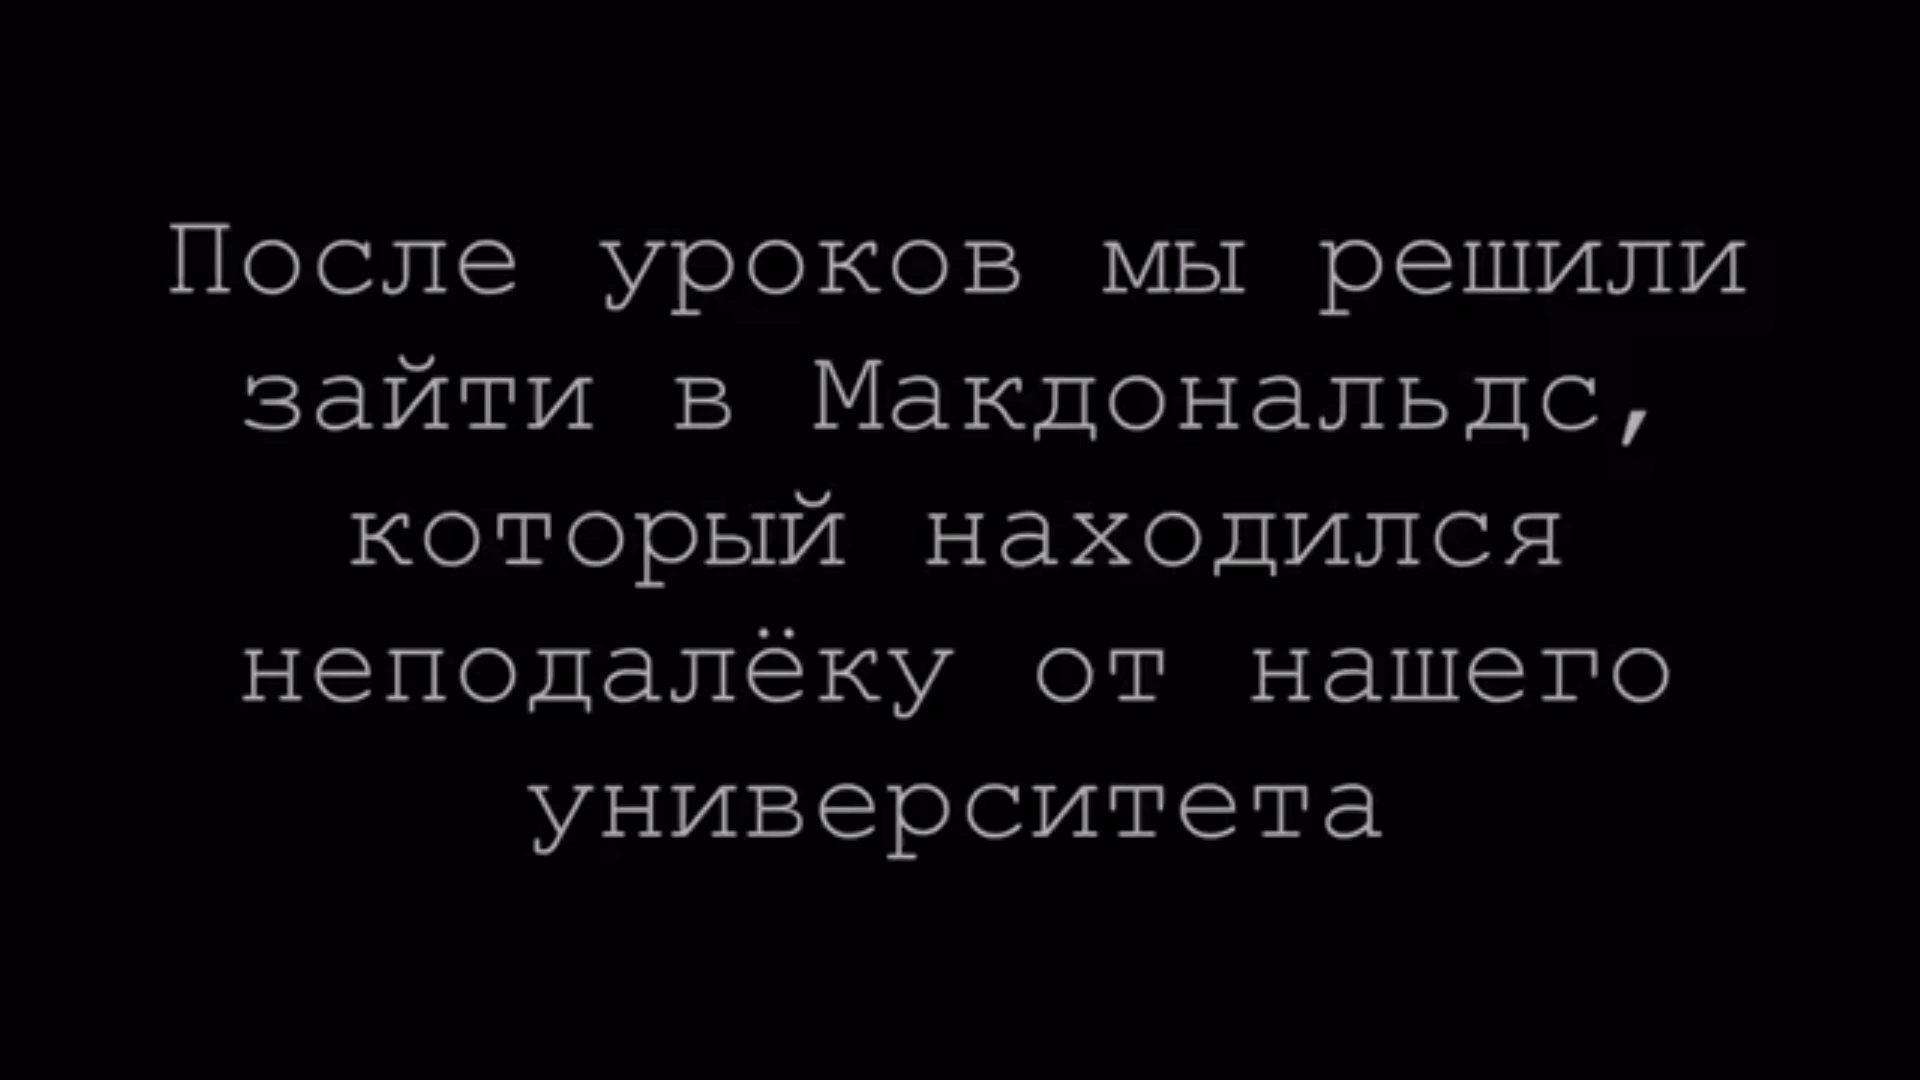 После уроков мы решили
зайти в Макдональдс,
который находился
неподалёку от нашего
университета